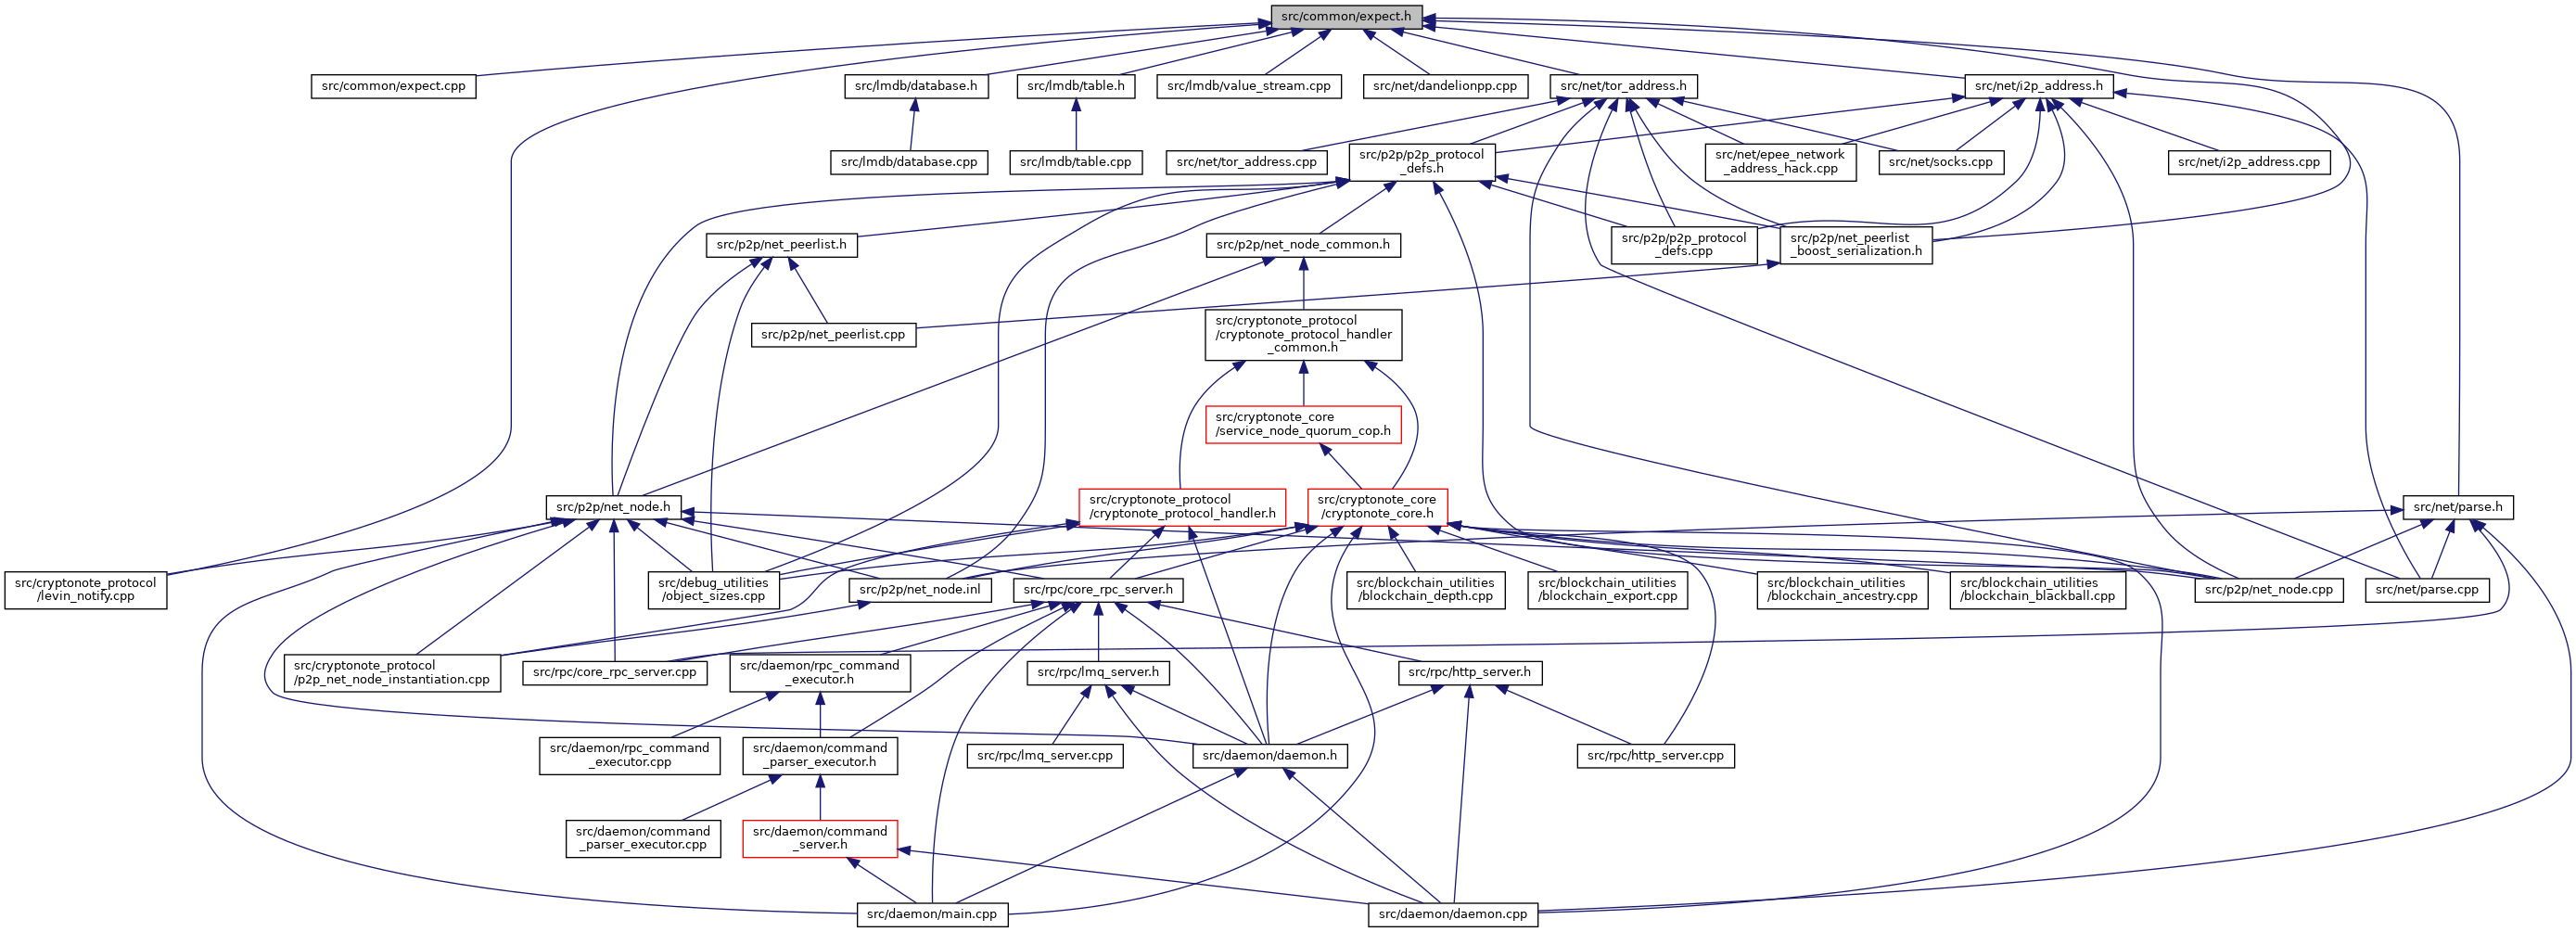 src/common/expect.h
src/common/expect.cpp
src/lmdb/database.h
src/lmdb/table.h
src/lmdb/value_stream.cpp
src/net/dandelionpp.cpp
src/net/tor_address.h
src/net/i2p_address.h
src/lmdb/database.cpp
src/lmdb/table.cpp
src/net/tor_address.cpp
src/p2p/p2p_protocol
_defs.h
src/net/epee_network
_address_hack.cpp
src/net/socks.cpp
src/net/i2p_address.cpp
src/p2p/net_peerlist.h
src/p2p/net_node_common.h
src/p2p/p2p_protocol
_defs.cpp
src/p2p/net_peerlist
_boost_serialization.h
src/p2p/net_peerlist.cpp
src/cryptonote_protocol
/cryptonote_protocol_handler
_common.h
src/cryptonote_core
/service_node_quorum_cop.h
src/p2p/net_node.h
src/cryptonote_protocol
/cryptonote_protocol_handler.h
src/cryptonote_core
/cryptonote_core.h
src/net/parse.h
src/cryptonote_protocol
/levin_notify.cpp
src/debug_utilities
/object_sizes.cpp
src/p2p/net_node.inl
src/rpc/core_rpc_server.h
src/blockchain_utilities
/blockchain_depth.cpp
src/blockchain_utilities
/blockchain_export.cpp
src/blockchain_utilities
/blockchain_ancestry.cpp
src/blockchain_utilities
/blockchain_blackball.cpp
src/p2p/net_node.cpp
src/net/parse.cpp
src/cryptonote_protocol
/p2p_net_node_instantiation.cpp
src/rpc/core_rpc_server.cpp
src/daemon/rpc_command
_executor.h
src/rpc/lmq_server.h
src/rpc/http_server.h
src/daemon/rpc_command
_executor.cpp
src/daemon/command
_parser_executor.h
src/rpc/lmq_server.cpp
src/daemon/daemon.h
src/rpc/http_server.cpp
src/daemon/command
_parser_executor.cpp
src/daemon/command
_server.h
src/daemon/main.cpp
src/daemon/daemon.cpp